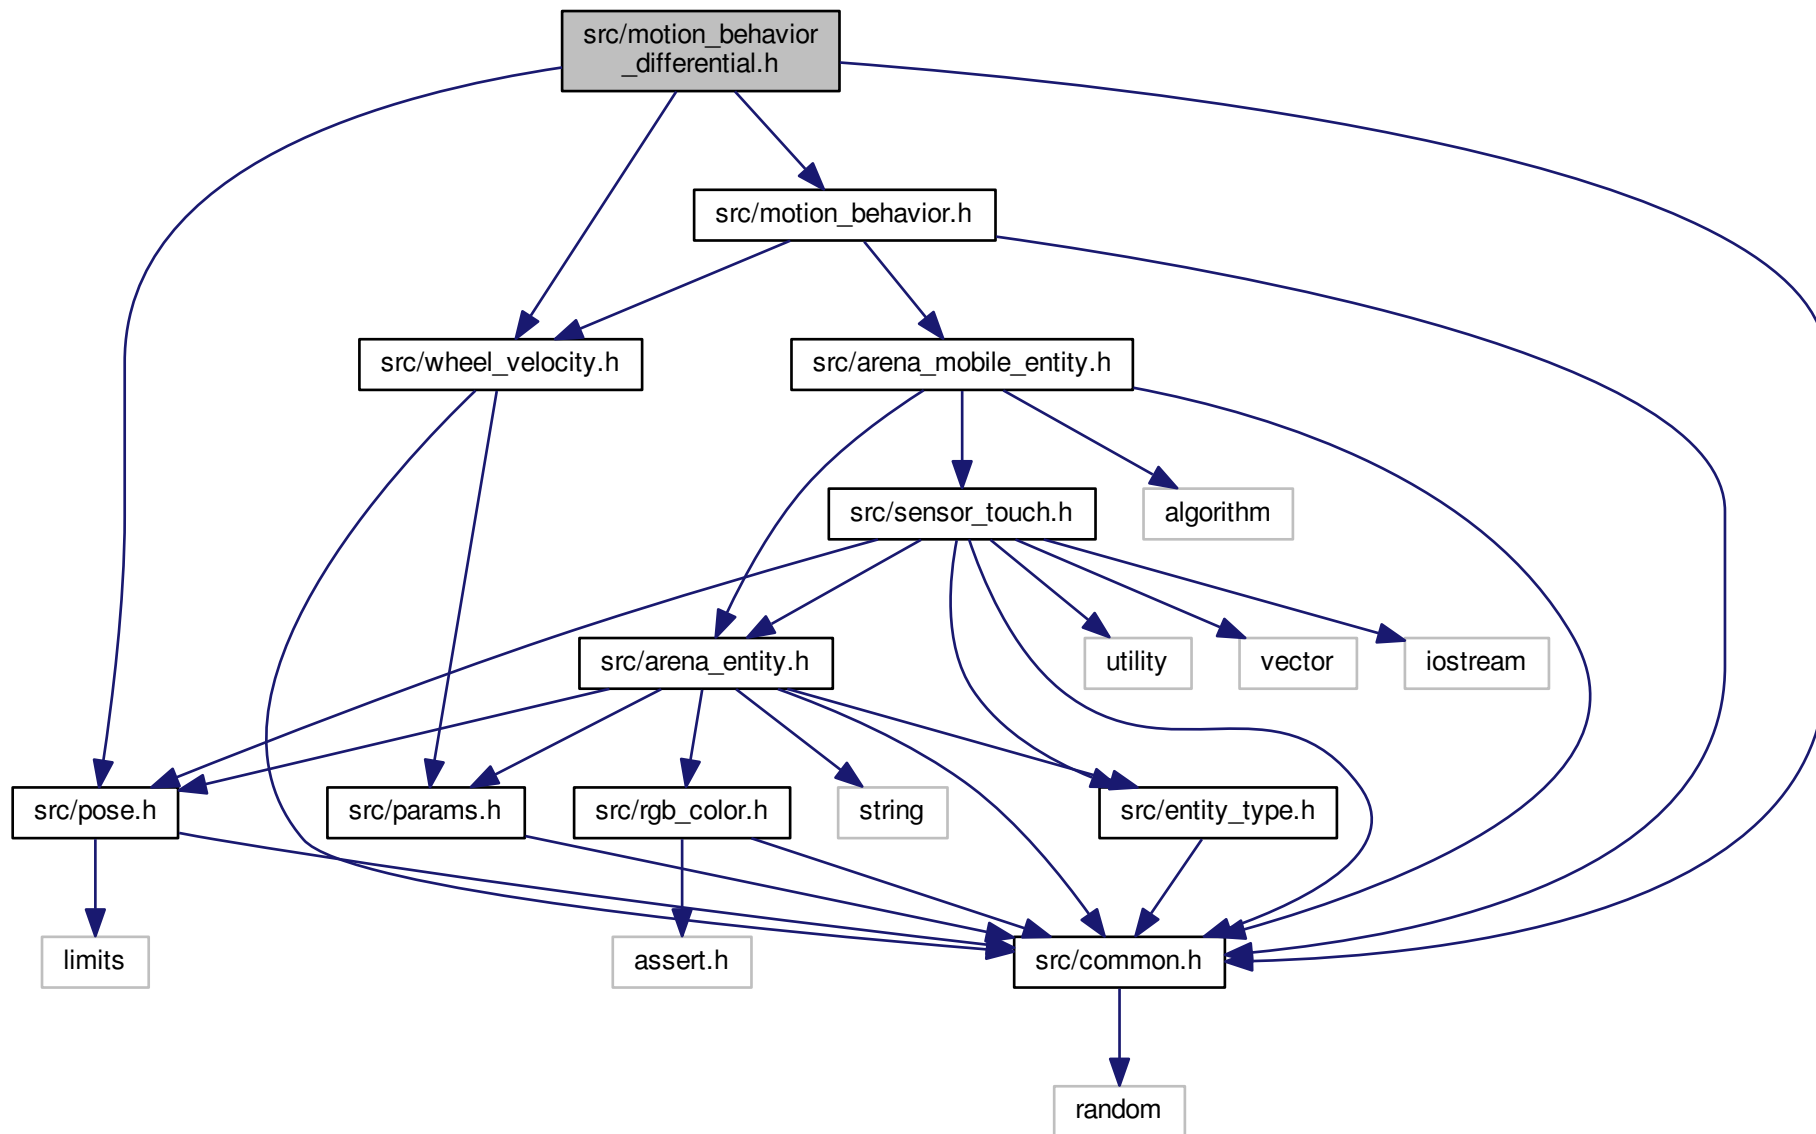 src/motion_behavior
_differential.h
src/motion_behavior.h
src/wheel_velocity.h
src/arena_mobile_entity.h
src/sensor_touch.h
algorithm
src/arena_entity.h
utility
vector
iostream
src/pose.h
src/params.h
src/rgb_color.h
string
src/entity_type.h
limits
assert.h
src/common.h
random